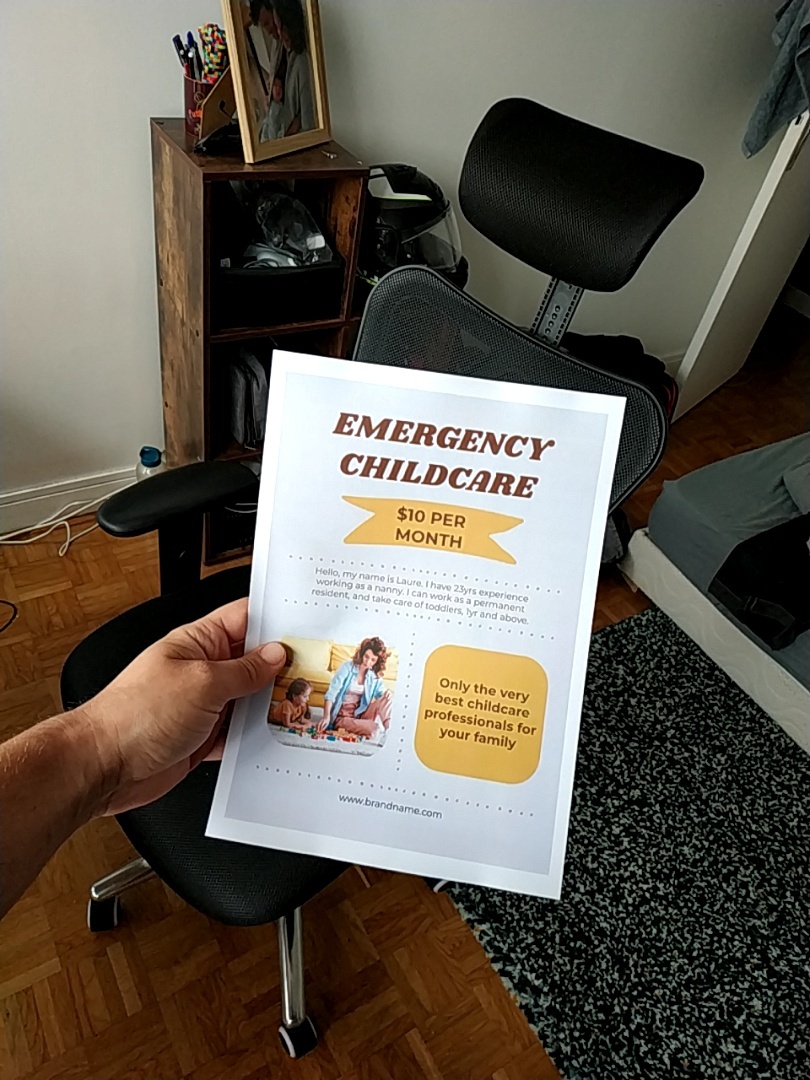 EMERGENCY
CHILDCARE
$10 PER
MONTH
Hello, my name is Laure. I have 23yrs experience
working as a nanny. I can work as a permanent
resident, and take care of toddlers, 1yr and above.
Only the very
best childcare
professionals for
your family
www.brandname.com